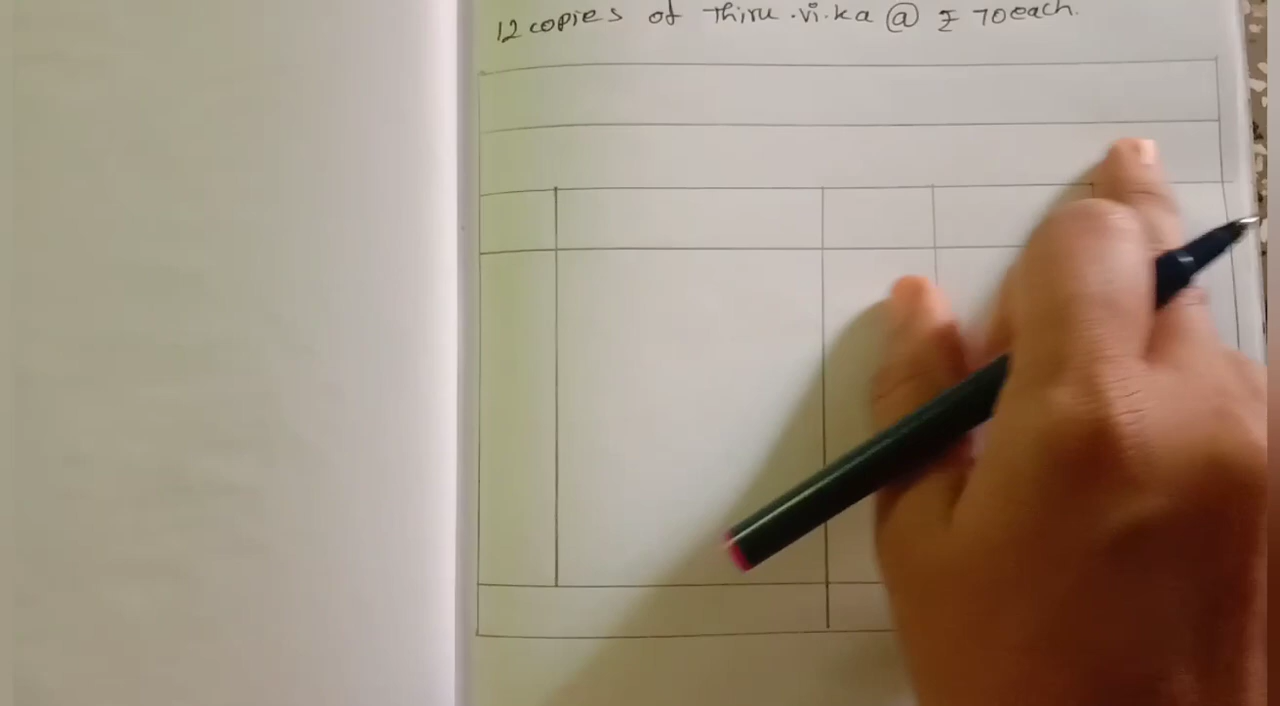 12 copies of Thiru.vi.ka @ ₹ 70 each.